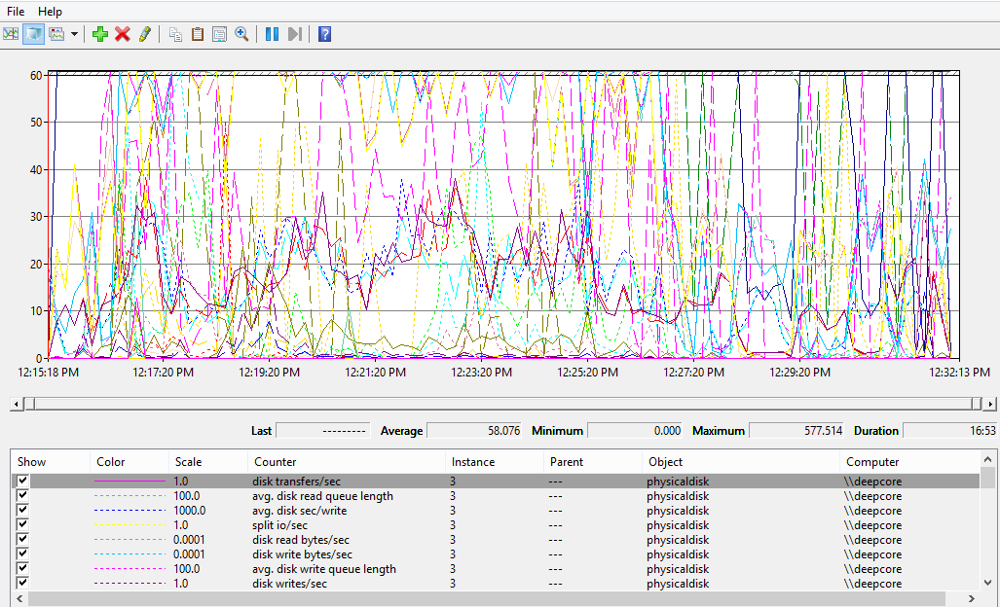 File Help
60
50
40
30
20
10
0
12:15:18 PM 12:17:20 PM 12:19:20 PM 12:21:20 PM 12:23:20 PM 12:25:20 PM 12:27:20 PM 12:29:20 PM 12:32:13 PM
Last --------- Average 58.076 Minimum 0.000 Maximum 577.514 Duration 16:53
Show Color Scale Counter Instance Parent Object Computer
1.0 disk transfers/sec 3 --- physicaldisk \\deepcore
100.0 avg. disk read queue length 3 --- physicaldisk \\deepcore
1000.0 avg. disk sec/write 3 --- physicaldisk \\deepcore
1.0 split io/sec 3 --- physicaldisk \\deepcore
0.0001 disk read bytes/sec 3 --- physicaldisk \\deepcore
0.0001 disk write bytes/sec 3 --- physicaldisk \\deepcore
100.0 avg. disk write queue length 3 --- physicaldisk \\deepcore
1.0 disk writes/sec 3 --- physicaldisk \\deepcore